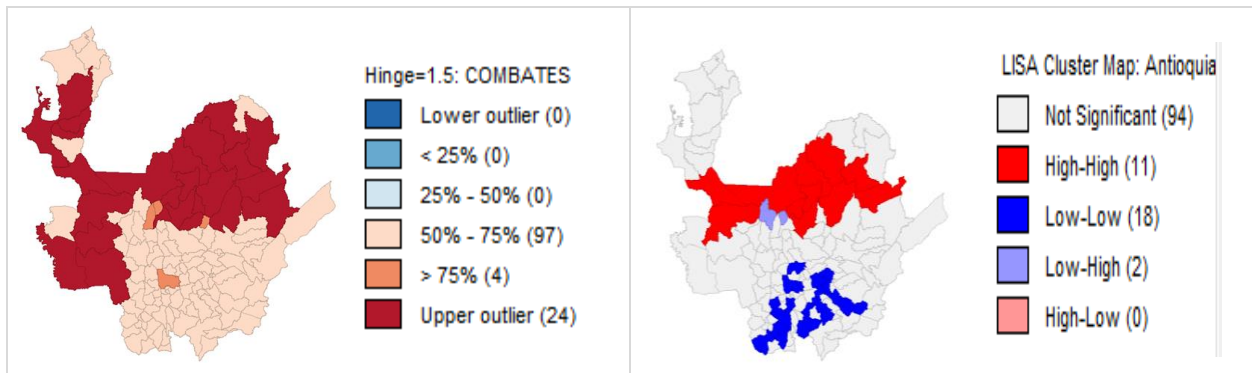 Hinge=1.5: COMBATES
Lower outlier (0)
< 25% (0)
25% - 50% (0)
50% - 75% (97)
> 75% (4)
Upper outlier (24)
LISA Cluster Map: Antioquia
Not Significant (94)
High-High (11)
Low-Low (18)
Low-High (2)
High-Low (0)